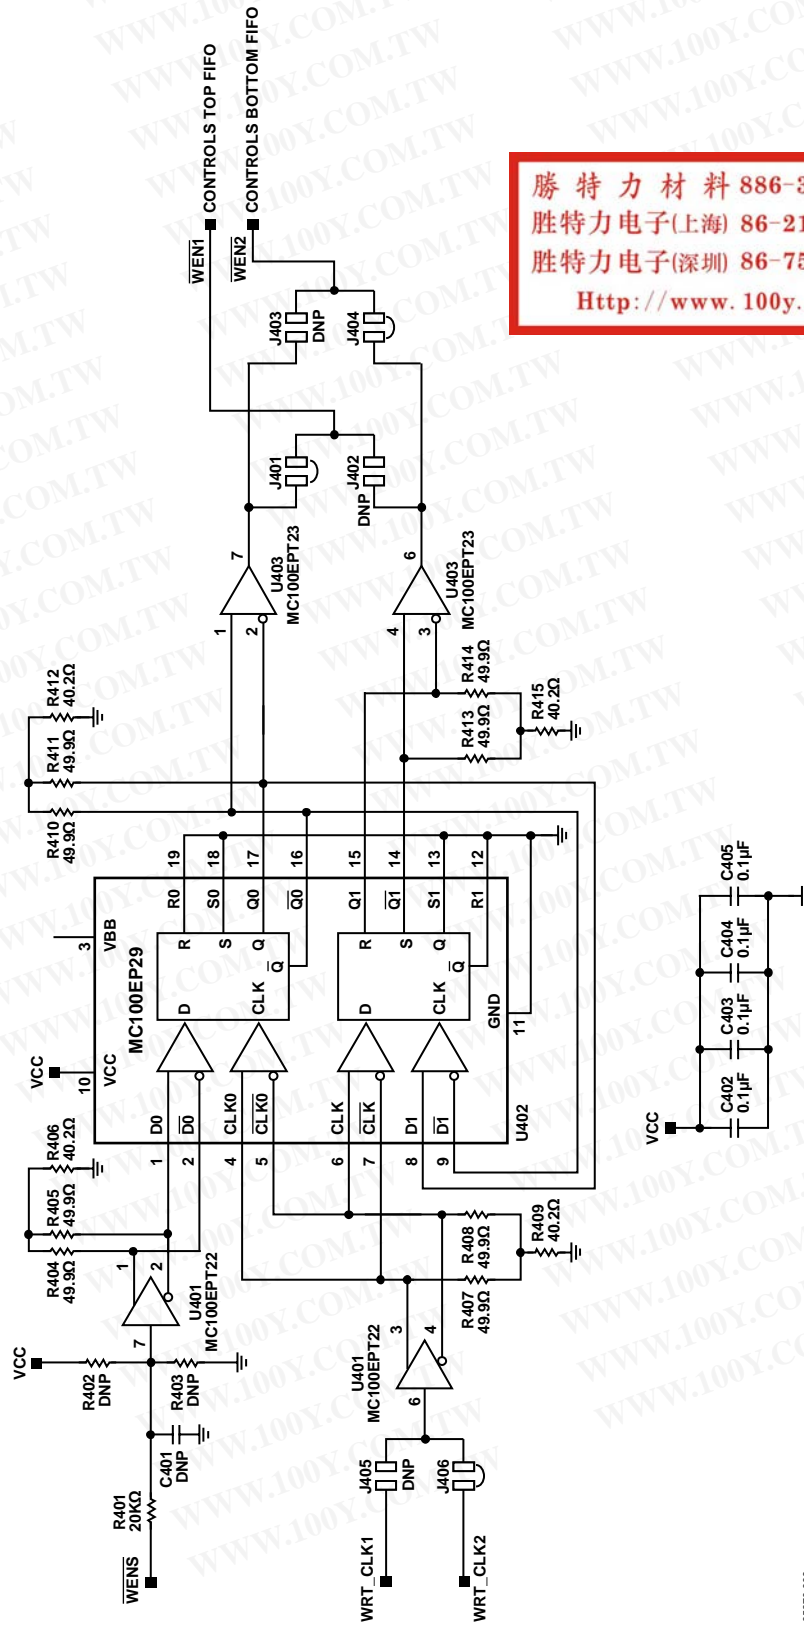 CONTROLS TOP FIFO
CONTROLS BOTTOM FIFO
WEN1
WEN2
J403
DNP
J404
J401
J402
DNP
7
U403
MC100EPT23
6
U403
MC100EPT23
1
2
4
3
R412
40.2Ω
R411
49.9Ω
R410
49.9Ω
R414
49.9Ω
R413
49.9Ω
R415
40.2Ω
19
18
17
16
15
14
13
12
R0
S0
Q0
Q0
Q1
Q1
S1
R1
3
VBB
MC100EP29
R
S
Q
Q
D
CLK
R
S
Q
Q
D
CLK
GND
11
VCC
10
VCC
D0
D0
CLK0
CLK0
CLK
CLK
D1
D1
U402
1
2
4
5
6
7
8
9
R406
40.2Ω
R405
49.9Ω
R404
49.9Ω
1
2
U401
MC100EPT22
7
R408
49.9Ω
R407
49.9Ω
R409
40.2Ω
3
4
U401
MC100EPT22
6
VCC
R402
DNP
R403
DNP
C401
DNP
R401
20KΩ
WENS
J405
DNP
J406
WRT_CLK1
WRT_CLK2
VCC
C402
0.1µF
C403
0.1µF
C404
0.1µF
C405
0.1µF
勝特力材料 886-3
胜特力电子(上海) 86-21
胜特力电子(深圳) 86-75
Http://www.100y.
WWW.100Y.COM.TW